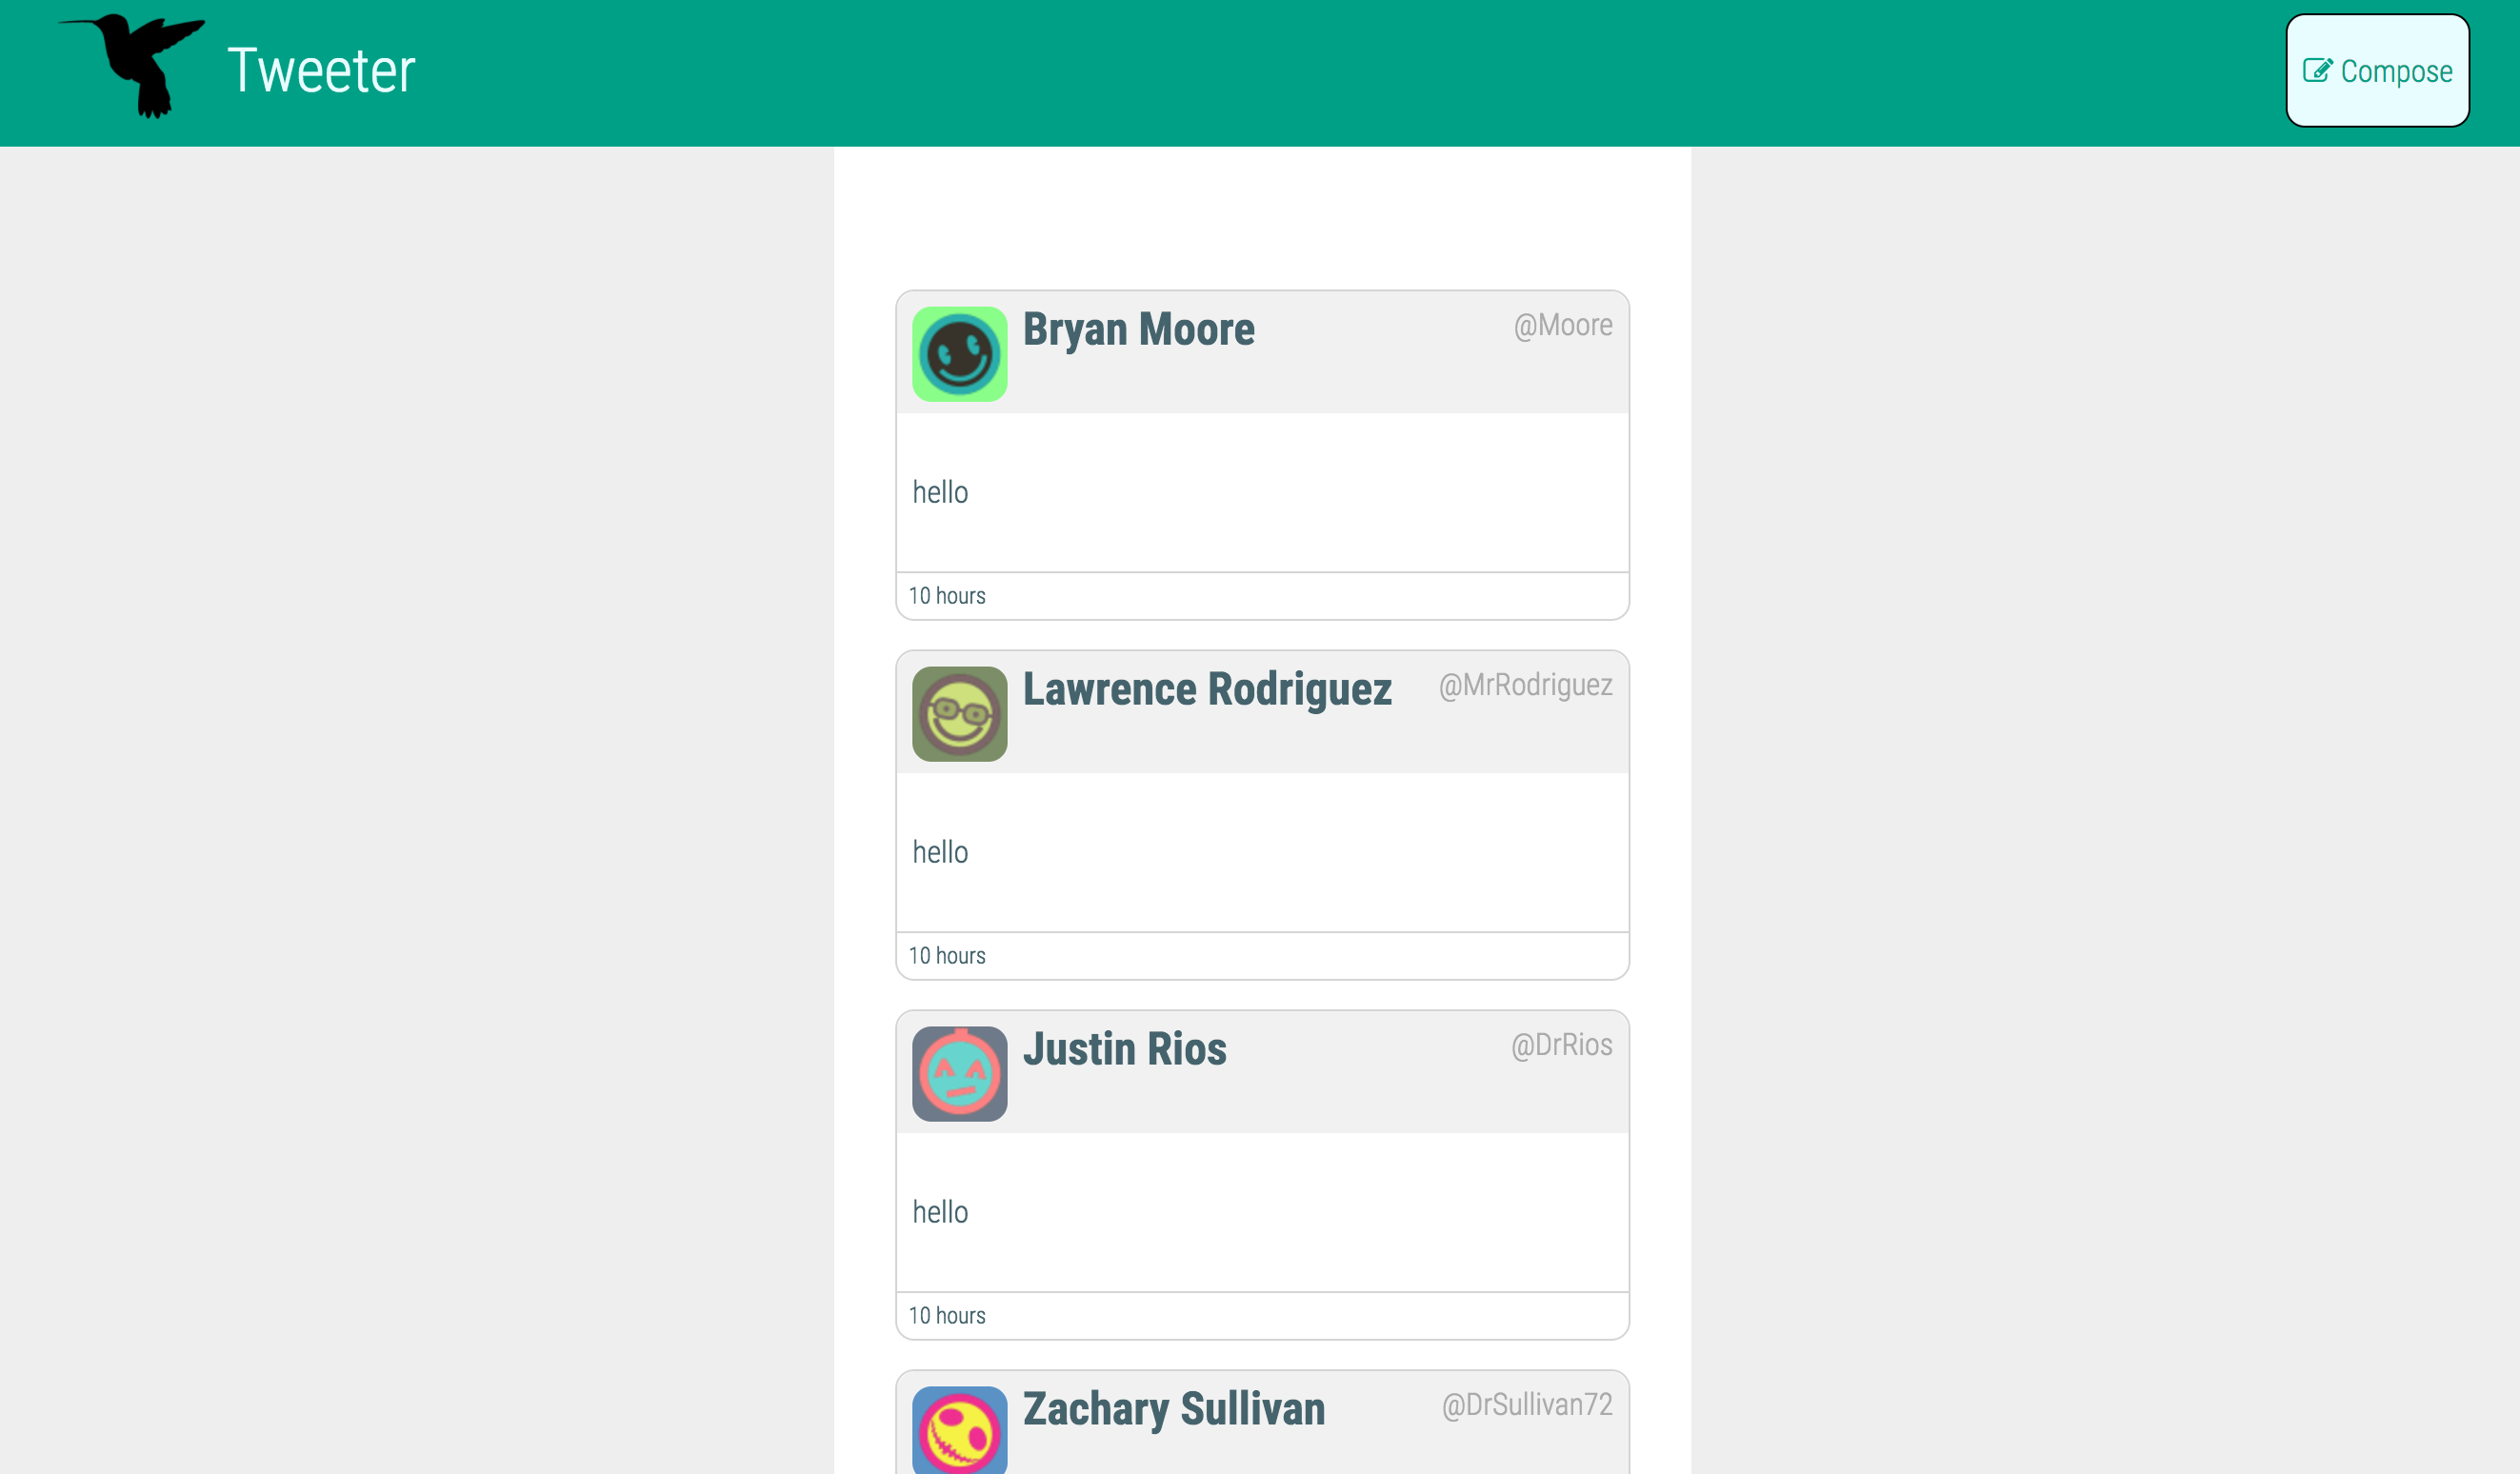 Tweeter
Compose
Bryan Moore @Moore
hello
10 hours
Lawrence Rodriguez @MrRodriguez
hello
10 hours
Justin Rios @DrRios
hello
10 hours
Zachary Sullivan @DrSullivan72